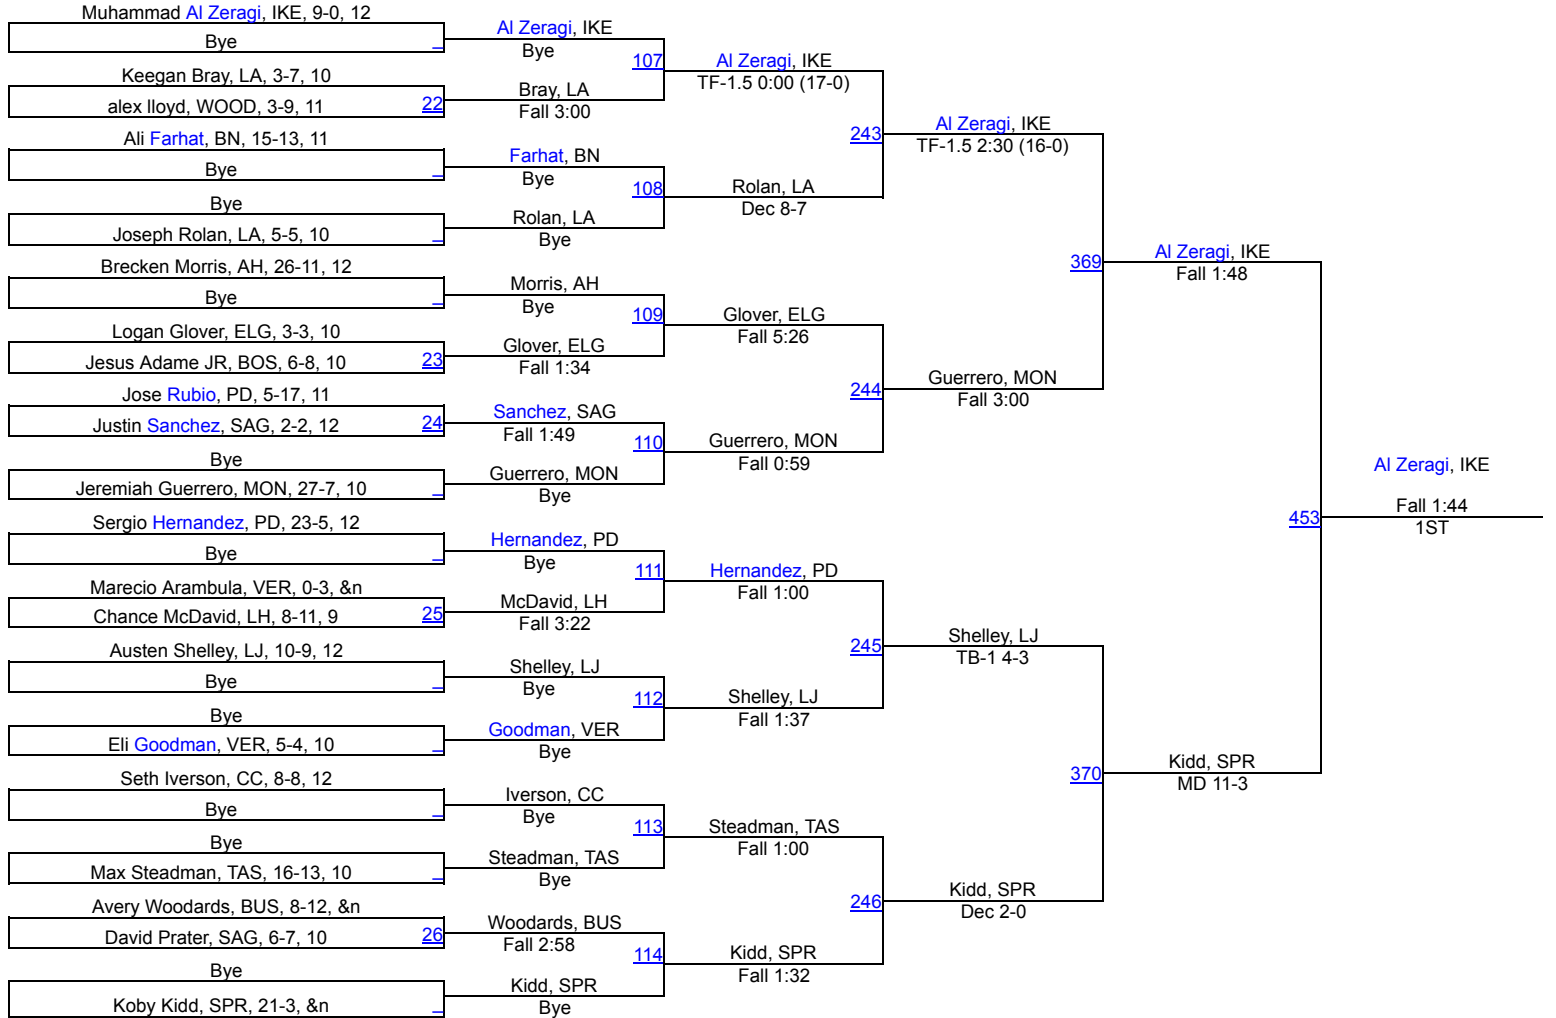 Muhammad Al Zeragi, IKE, 9-0, 12
Bye
Keegan Bray, LA, 3-7, 10
alex lloyd, WOOD, 3-9, 11
22
Ali Farhat, BN, 15-13, 11
Bye
Bye
Joseph Rolan, LA, 5-5, 10
Brecken Morris, AH, 26-11, 12
Bye
Logan Glover, ELG, 3-3, 10
Jesus Adame JR, BOS, 6-8, 10
23
Jose Rubio, PD, 5-17, 11
Justin Sanchez, SAG, 2-2, 12
24
Bye
Jeremiah Guerrero, MON, 27-7, 10
Sergio Hernandez, PD, 23-5, 12
Bye
Marecio Arambula, VER, 0-3, &n
Chance McDavid, LH, 8-11, 9
25
Austen Shelley, LJ, 10-9, 12
Bye
Bye
Eli Goodman, VER, 5-4, 10
Seth Iverson, CC, 8-8, 12
Bye
Bye
Max Steadman, TAS, 16-13, 10
Avery Woodards, BUS, 8-12, &n
David Prater, SAG, 6-7, 10
26
Bye
Koby Kidd, SPR, 21-3, &n
Al Zeragi, IKE
Bye
107
Bray, LA
Fall 3:00
Farhat, BN
Bye
108
Rolan, LA
Bye
Morris, AH
Bye
109
Glover, ELG
Fall 1:34
Sanchez, SAG
Fall 1:49
110
Guerrero, MON
Bye
Hernandez, PD
Bye
111
McDavid, LH
Fall 3:22
Shelley, LJ
Bye
112
Goodman, VER
Bye
Iverson, CC
Bye
113
Steadman, TAS
Bye
Woodards, BUS
Fall 2:58
114
Kidd, SPR
Bye
Al Zeragi, IKE
TF-1.5 0:00 (17-0)
243
Rolan, LA
Dec 8-7
Glover, ELG
Fall 5:26
244
Guerrero, MON
Fall 0:59
Hernandez, PD
Fall 1:00
245
Shelley, LJ
Fall 1:37
Steadman, TAS
Fall 1:00
246
Kidd, SPR
Fall 1:32
Al Zeragi, IKE
TF-1.5 2:30 (16-0)
369
Guerrero, MON
Fall 3:00
Shelley, LJ
TB-1 4-3
370
Kidd, SPR
Dec 2-0
Al Zeragi, IKE
Fall 1:48
453
Kidd, SPR
MD 11-3
Al Zeragi, IKE
Fall 1:44
1ST